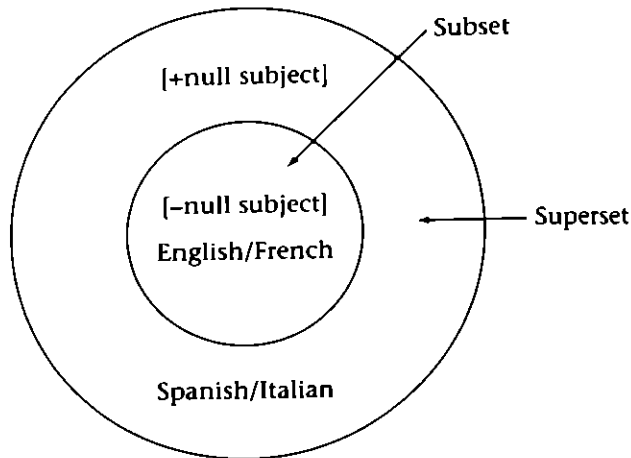 Subset
[+null subject]
[–null subject]
Superset
English/French
Spanish/Italian